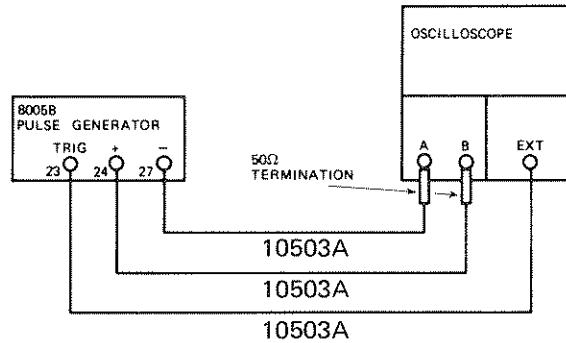 OSCILLOSCOPE
8005B
PULSE GENERATOR
TRIG + −
23 24 27
A B EXT
50Ω
TERMINATION
10503A
10503A
10503A